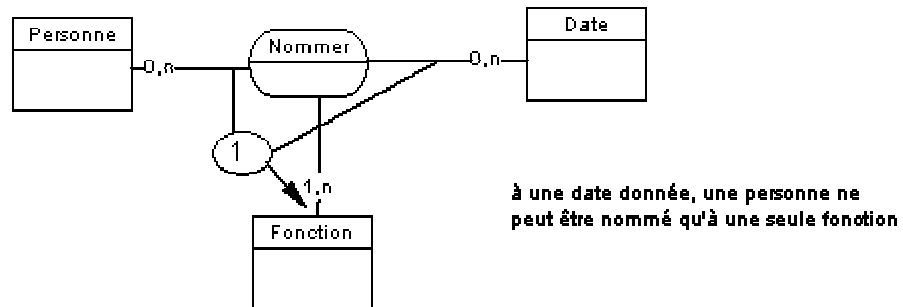 Personne
Nommer
Date
0,n
0,n
1
1,n
Fonction
à une date donnée, une personne ne
peut être nommé qu'à une seule fonotion